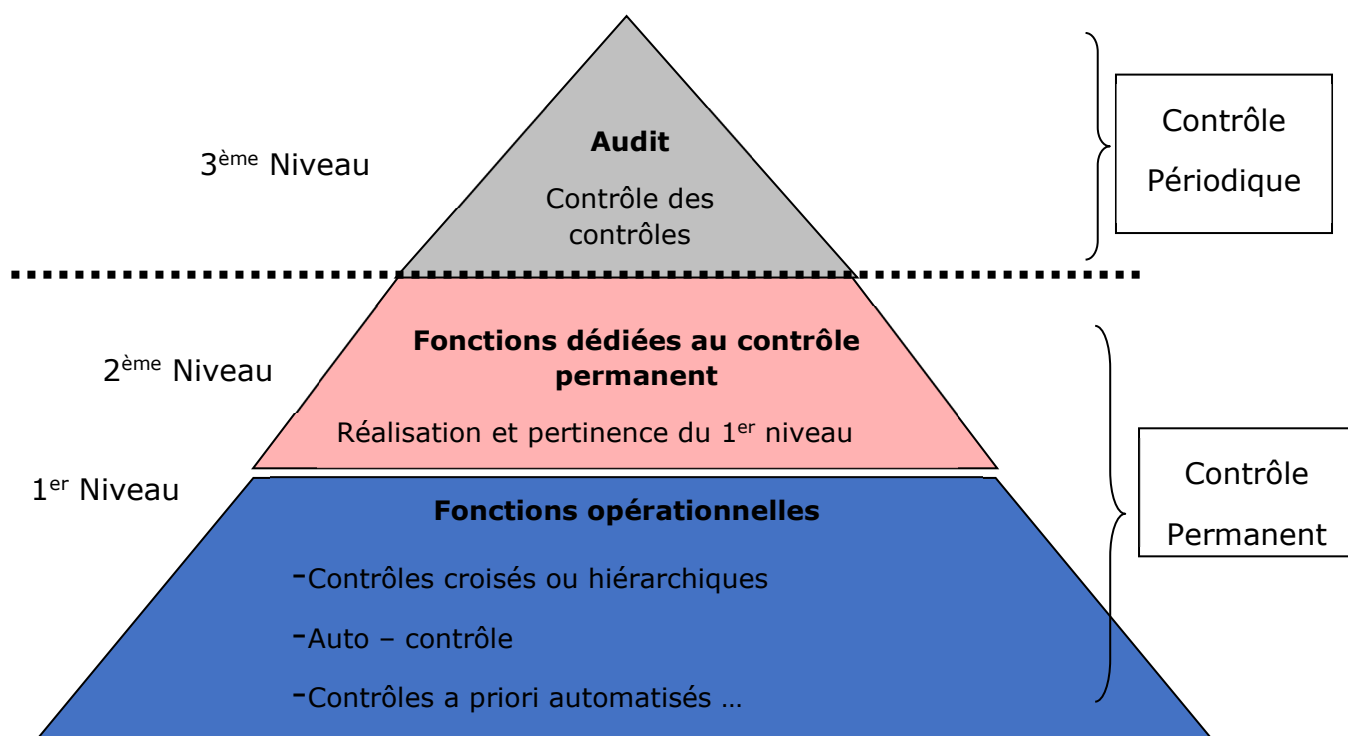 Audit
Contrôle des
contrôles
3ème Niveau
Contrôle
Périodique
Fonctions dédiées au contrôle
permanent
Réalisation et pertinence du 1er niveau
2ème Niveau
1er Niveau
Fonctions opérationnelles
-Contrôles croisés ou hiérarchiques
-Auto – contrôle
-Contrôles a priori automatisés …
Contrôle
Permanent